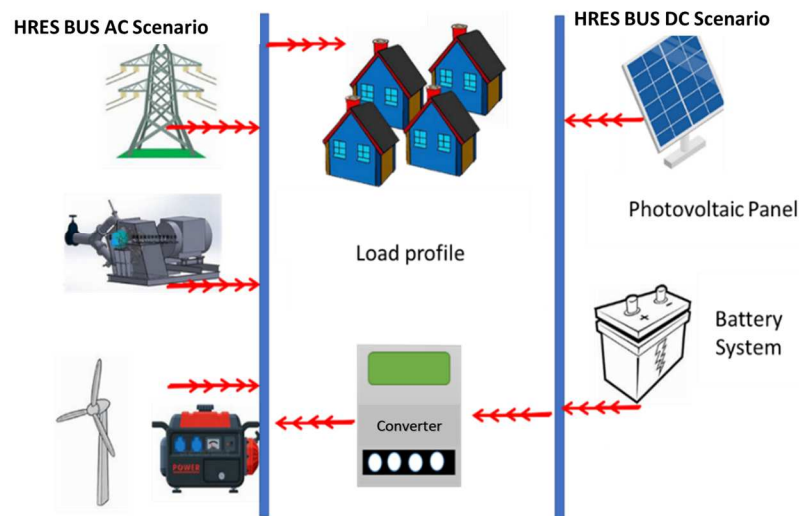 HRES BUS AC Scenario
HRES BUS DC Scenario
Photovoltaic Panel
Load profile
Battery
System
Converter
POWER
+
-